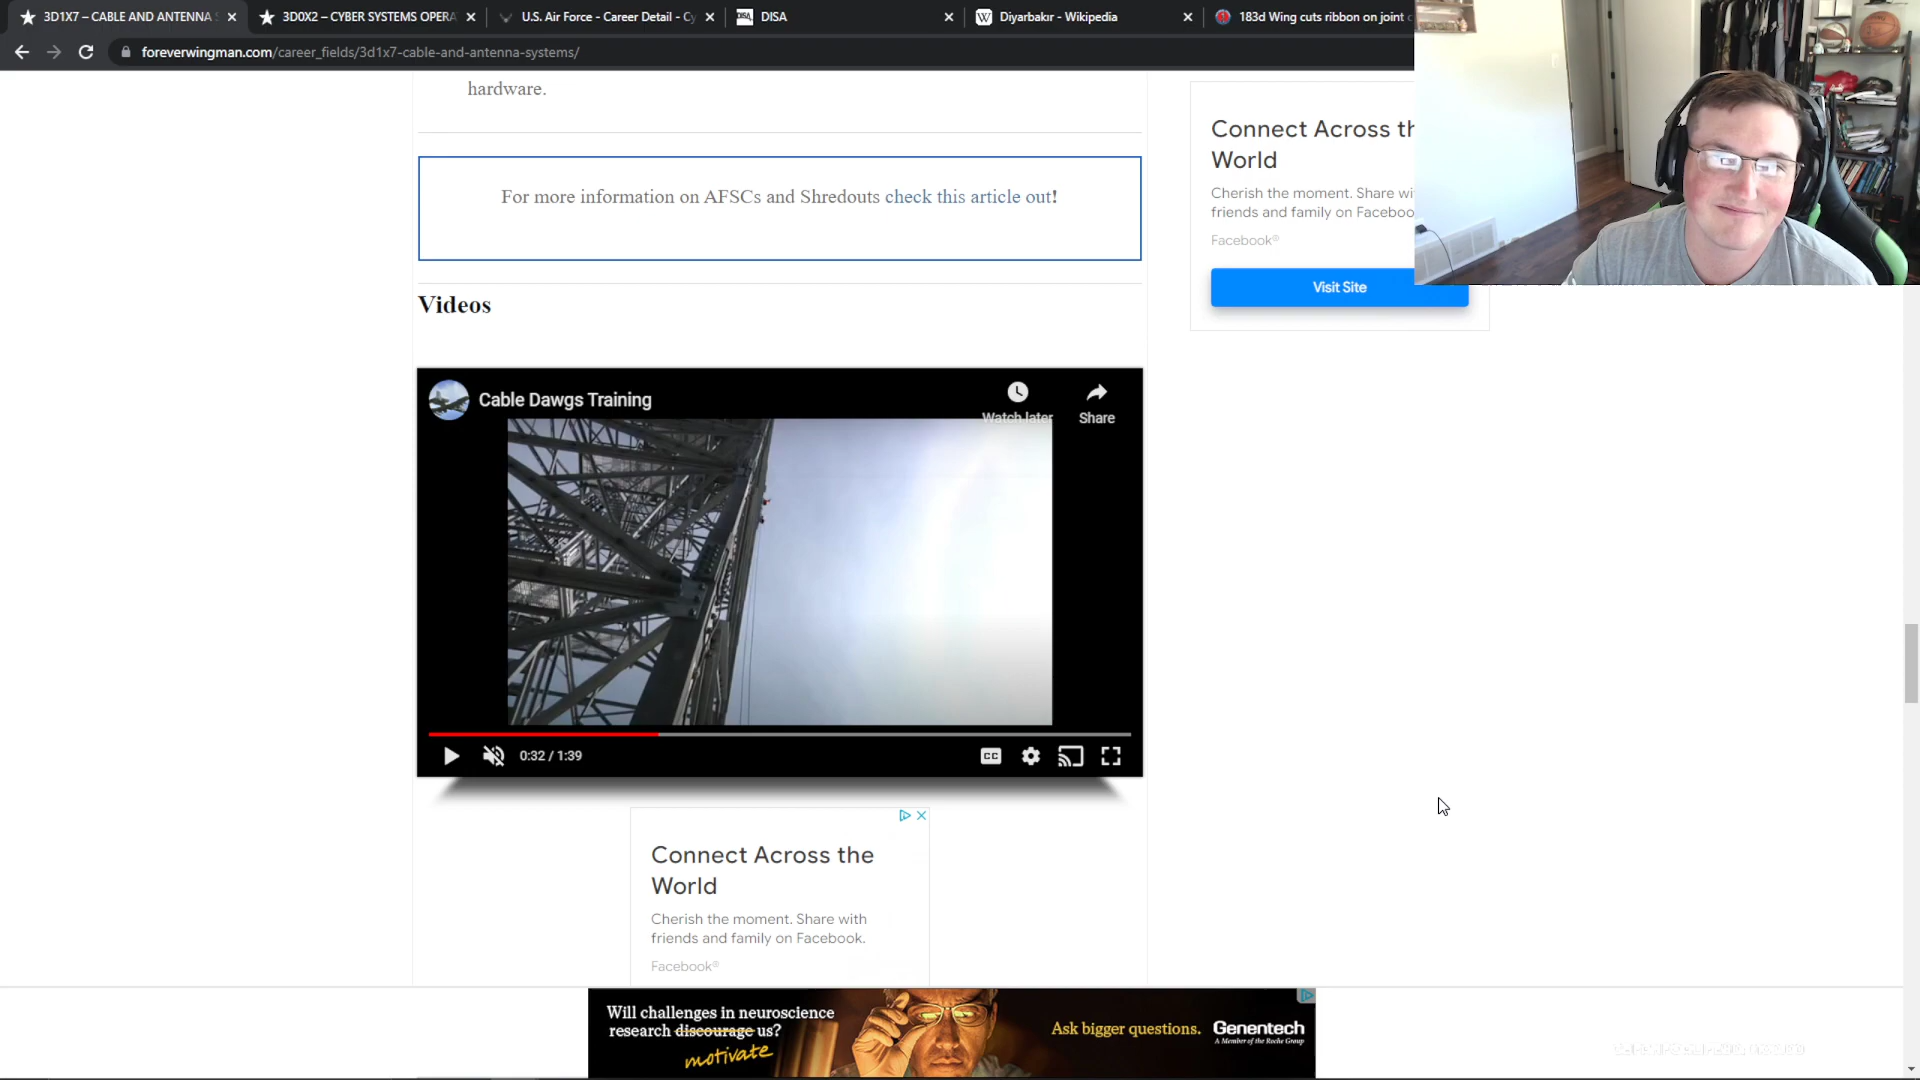 3D1X7 – CABLE AND ANTENNA S
3D0X2 – CYBER SYSTEMS OPERA
U.S. Air Force - Career Detail - Cy
DISA
DISA
Diyarbakır - Wikipedia
183d Wing cuts ribbon on joint c
foreverwingman.com/career_fields/3d1x7-cable-and-antenna-systems/
hardware.
For more information on AFSCs and Shredouts check this article out!
Videos
Cable Dawgs Training
Watch later
Share
0:32 / 1:39
CC
Connect Across the
World
Cherish the moment. Share with
friends and family on Facebook.
Facebook®
Connect Across th
World
Cherish the moment. Share wi
friends and family on Faceboo
Facebook®
Visit Site
Will challenges in neuroscience
research discourage us?
motivate
Ask bigger questions.
Genentech
A Member of the Roche Group